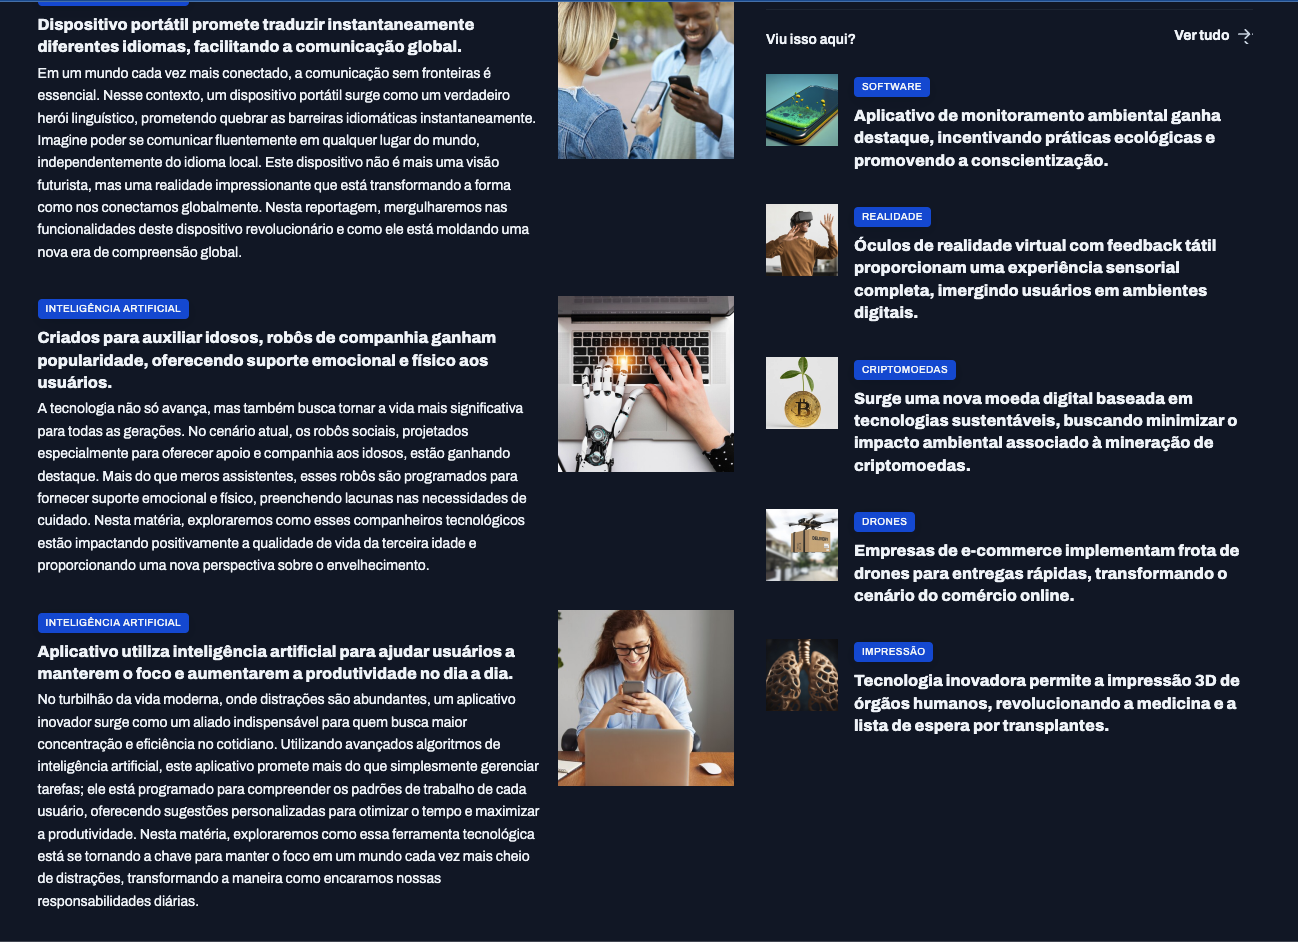 Dispositivo portátil promete traduzir instantaneamente
diferentes idiomas, facilitando a comunicação global.
Em um mundo cada vez mais conectado, a comunicação sem fronteiras é
essencial. Nesse contexto, um dispositivo portátil surge como um verdadeiro
herói linguístico, prometendo quebrar as barreiras idiomáticas instantaneamente.
Imagine poder se comunicar fluentemente em qualquer lugar do mundo,
independentemente do idioma local. Este dispositivo não é mais uma visão
futurista, mas uma realidade impressionante que está transformando a forma
como nos conectamos globalmente. Nesta reportagem, mergulharemos nas
funcionalidades deste dispositivo revolucionário e como ele está moldando uma
nova era de compreensão global.
INTELIGÊNCIA ARTIFICIAL
Criados para auxiliar idosos, robôs de companhia ganham
popularidade, oferecendo suporte emocional e físico aos
usuários.
A tecnologia não só avança, mas também busca tornar a vida mais significativa
para todas as gerações. No cenário atual, os robôs sociais, projetados
especialmente para oferecer apoio e companhia aos idosos, estão ganhando
destaque. Mais do que meros assistentes, esses robôs são programados para
fornecer suporte emocional e físico, preenchendo lacunas nas necessidades de
cuidado. Nesta matéria, exploraremos como esses companheiros tecnológicos
estão impactando positivamente a qualidade de vida da terceira idade e
proporcionando uma nova perspectiva sobre o envelhecimento.
INTELIGÊNCIA ARTIFICIAL
Aplicativo utiliza inteligência artificial para ajudar usuários a
manterem o foco e aumentarem a produtividade no dia a dia.
No turbilhão da vida moderna, onde distrações são abundantes, um aplicativo
inovador surge como um aliado indispensável para quem busca maior
concentração e eficiência no cotidiano. Utilizando avançados algoritmos de
inteligência artificial, este aplicativo promete mais do que simplesmente gerenciar
tarefas; ele está programado para compreender os padrões de trabalho de cada
usuário, oferecendo sugestões personalizadas para otimizar o tempo e maximizar
a produtividade. Nesta matéria, exploraremos como essa ferramenta tecnológica
está se tornando a chave para manter o foco em um mundo cada vez mais cheio
de distrações, transformando a maneira como encaramos nossas
responsabilidades diárias.
Viu isso aqui?
Ver tudo
SOFTWARE
Aplicativo de monitoramento ambiental ganha
destaque, incentivando práticas ecológicas e
promovendo a conscientização.
REALIDADE
Óculos de realidade virtual com feedback tátil
proporcionam uma experiência sensorial
completa, imergindo usuários em ambientes
digitais.
CRIPTOMOEDAS
Surge uma nova moeda digital baseada em
tecnologias sustentáveis, buscando minimizar o
impacto ambiental associado à mineração de
criptomoedas.
DRONES
Empresas de e-commerce implementam frota de
drones para entregas rápidas, transformando o
cenário do comércio online.
IMPRESSÃO
Tecnologia inovadora permite a impressão 3D de
órgãos humanos, revolucionando a medicina e a
lista de espera por transplantes.